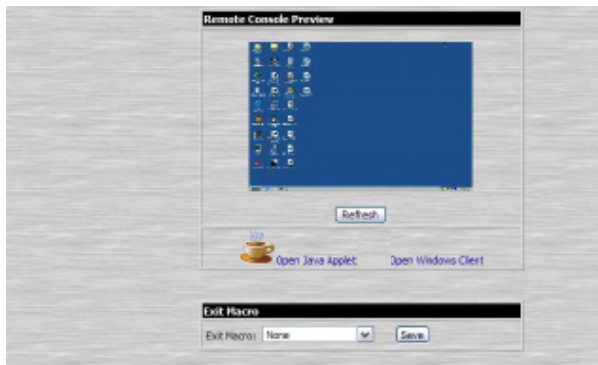 Remote Console Preview
Refresh
Open Java Applet
Open Windows Client
Exit Macro
Exit Macro: None Save